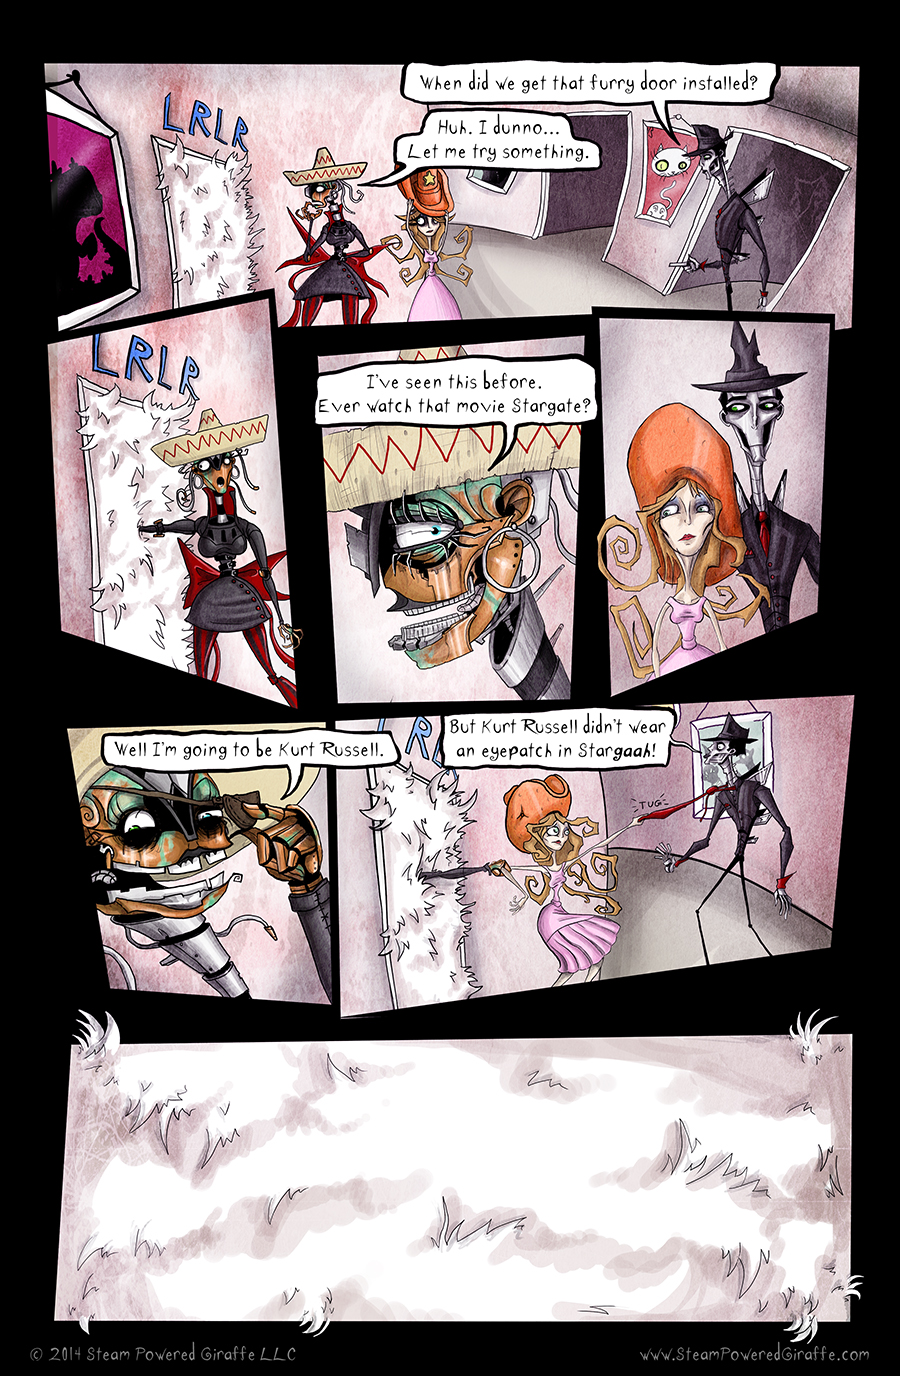 When did we get that furry door installed?
LRLR
Huh. I dunno...
Let me try something.
LRLR
I've seen this before.
Ever watch that movie Stargate?
Well I'm going to be Kurt Russell.
LRL
But Kurt Russell didn't wear
an eyepatch in Stargaah!
TUG
© 2014 Steam Powered Giraffe LLC
www.SteamPoweredGiraffe.com